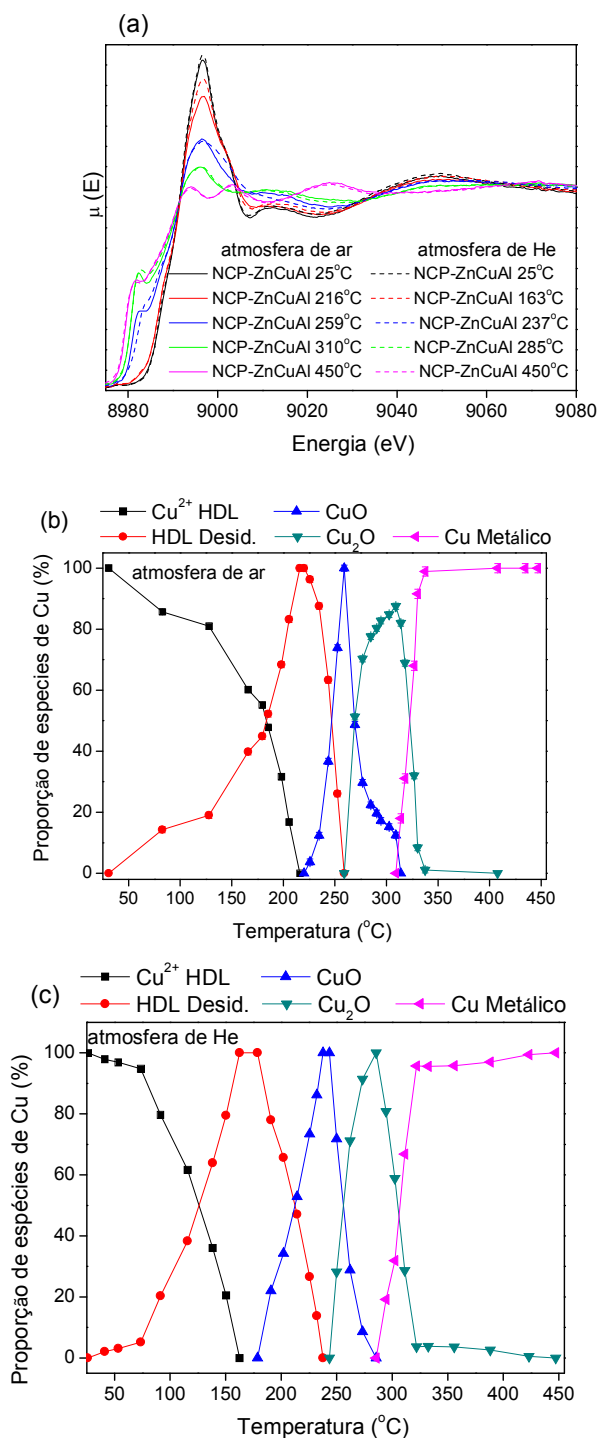 (a)
μ (E)
atmosfera de ar
atmosfera de He
NCP-ZnCuAl 25°C
NCP-ZnCuAl 25°C
NCP-ZnCuAl 216°C
NCP-ZnCuAl 163°C
NCP-ZnCuAl 259°C
NCP-ZnCuAl 237°C
NCP-ZnCuAl 310°C
NCP-ZnCuAl 285°C
NCP-ZnCuAl 450°C
NCP-ZnCuAl 450°C
8980 9000 9020 9040 9060 9080
Energia (eV)
(b)
Cu²⁺ HDL
CuO
HDL Desid.
Cu₂O
Cu Metálico
atmosfera de ar
100
80
60
40
20
0
Proporção de especies de Cu (%)
50 100 150 200 250 300 350 400 450
Temperatura (°C)
(c)
Cu²⁺ HDL
CuO
HDL Desid.
Cu₂O
Cu Metálico
atmosfera de He
100
80
60
40
20
0
Proporção de espécies de Cu (%)
50 100 150 200 250 300 350 400 450
Temperatura (°C)